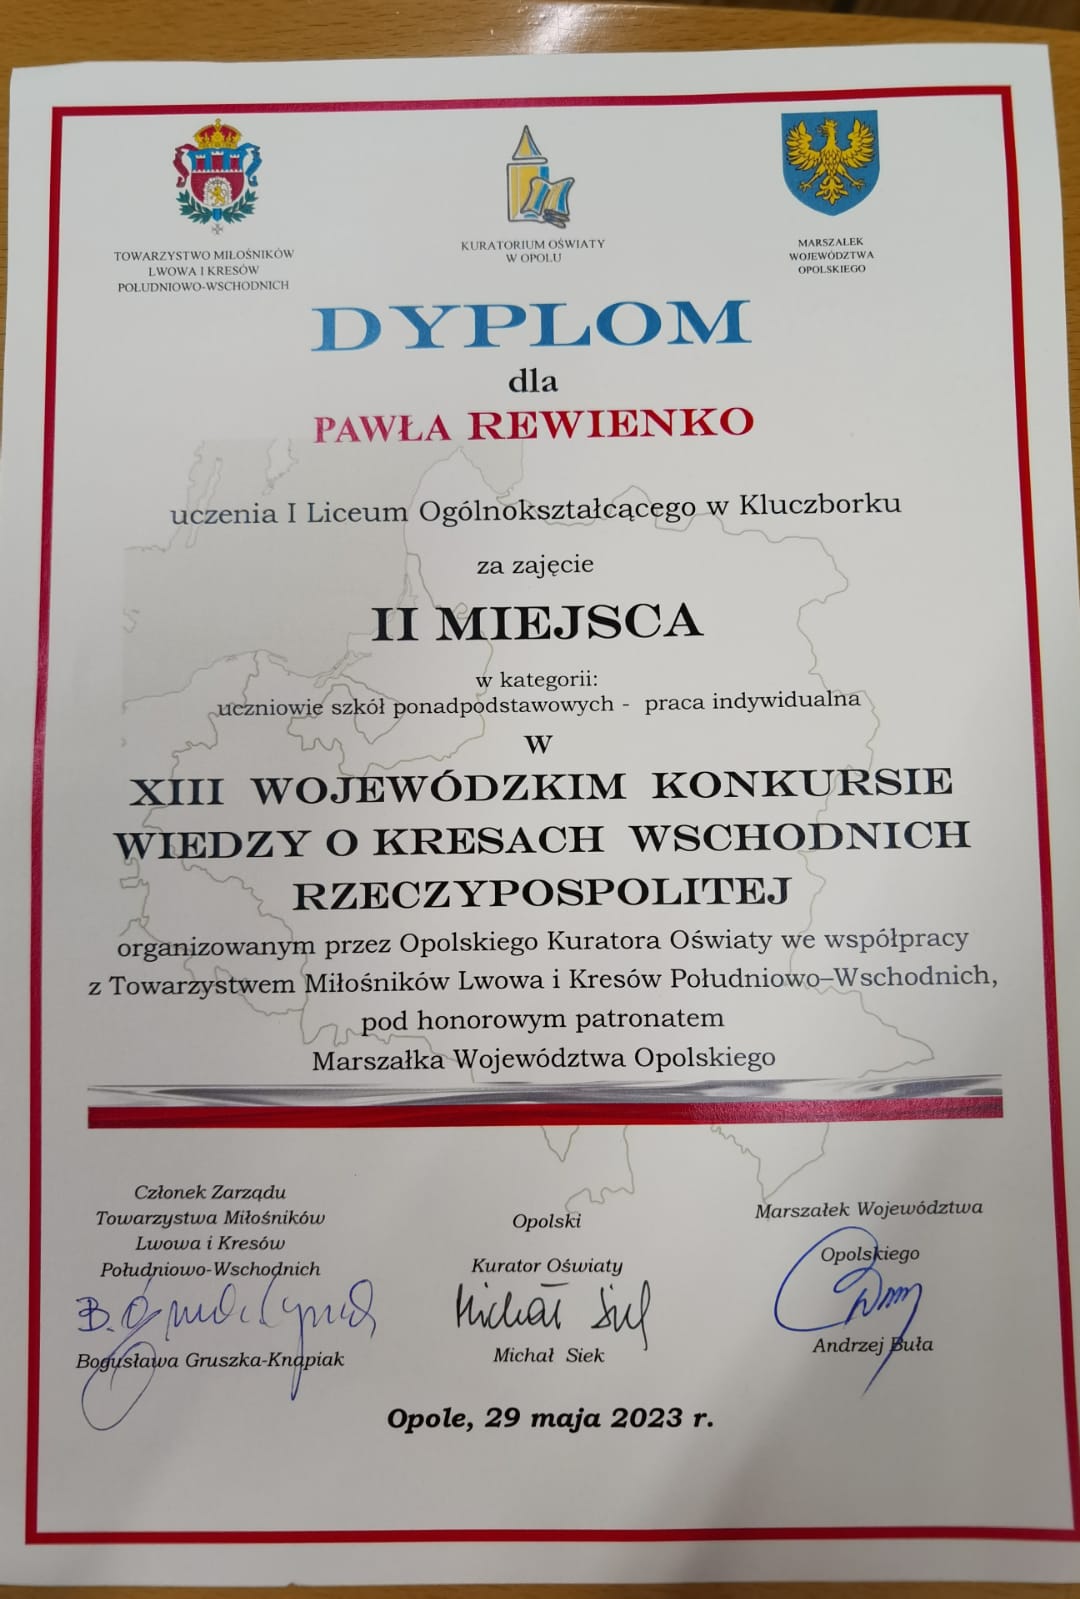 TOWARZYSTWO MIŁOŚNIKÓW
LWOWA I KRESÓW
POŁUDNIOWO-WSCHODNICH
KURATORIUM OŚWIATY
W OPOLU
MARSZAŁEK
WOJEWÓDZTWA
OPOLSKIEGO
DYPLOM
dla
PAWŁA REWIENKO
uczenia I Liceum Ogólnokształcącego w Kluczborku
za zajęcie
II MIEJSCA
w kategorii:
uczniowie szkół ponadpodstawowych - praca indywidualna
w
XIII WOJEWÓDZKIM KONKURSIE
WIEDZY O KRESACH WSCHODNICH
RZECZYPOSPOLITEJ
organizowanym przez Opolskiego Kuratora Oświaty we współpracy
z Towarzystwem Miłośników Lwowa i Kresów Południowo–Wschodnich,
pod honorowym patronatem
Marszałka Województwa Opolskiego
Członek Zarządu
Towarzystwa Miłośników
Lwowa i Kresów
Południowo-Wschodnich
Bogusława Gruszka-Knapiak
Opolski
Kurator Oświaty
Michał Siek
Michał Siek
Marszałek Województwa
Opolskiego
Andrzej Buła
Opole, 29 maja 2023 r.